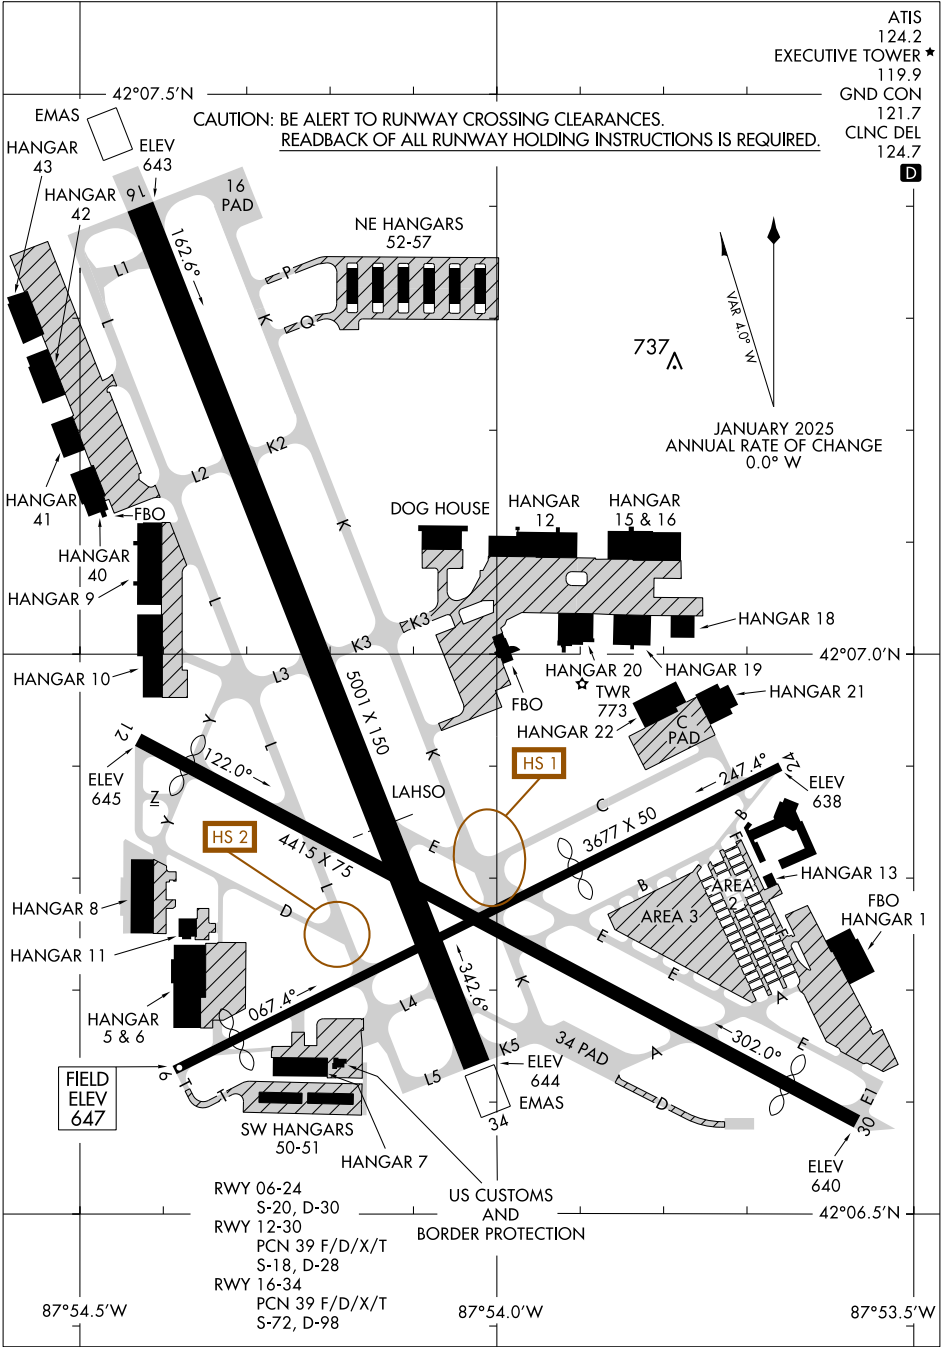 ATIS
124.2
EXECUTIVE TOWER ★
119.9
GND CON
121.7
CLNC DEL
124.7
D
42°07.5'N
CAUTION: BE ALERT TO RUNWAY CROSSING CLEARANCES.
READBACK OF ALL RUNWAY HOLDING INSTRUCTIONS IS REQUIRED.
EMAS
HANGAR
43
ELEV
643
16
HANGAR
42
16
PAD
NE HANGARS
52-57
162.6°
L1
P
L
K
Q
VAR 4.0° W
737
JANUARY 2025
ANNUAL RATE OF CHANGE
0.0° W
K2
L2
HANGAR
41
FBO
HANGAR
40
DOG HOUSE
HANGAR
12
HANGAR
15 & 16
K
HANGAR 9
L
K3
K3
HANGAR 18
L3
42°07.0'N
HANGAR 10
5001 X 150
HANGAR 20
HANGAR 19
TWR
773
FBO
HANGAR 21
HANGAR 22
C
PAD
12
Y
L
K
122.0°
ELEV
645
HS 1
247.4°
24
ELEV
638
Z
Y
LAHSO
C
HS 2
4415 X 75
E
3677 X 50
B
F
HANGAR 13
L
B
AREA
2
HANGAR 8
D
AREA 3
FBO
HANGAR 1
E
F
HANGAR 11
E
342.6°
K
A
067.4°
L4
HANGAR
5 & 6
302.0°
E
34 PAD
A
K5
ELEV
644
L5
FIELD
ELEV
647
6
T
T
EMAS
D
E1
34
30
SW HANGARS
50-51
HANGAR 7
ELEV
640
US CUSTOMS
AND
BORDER PROTECTION
RWY 06-24
S-20, D-30
RWY 12-30
PCN 39 F/D/X/T
S-18, D-28
RWY 16-34
PCN 39 F/D/X/T
S-72, D-98
42°06.5'N
87°54.5'W
87°54.0'W
87°53.5'W